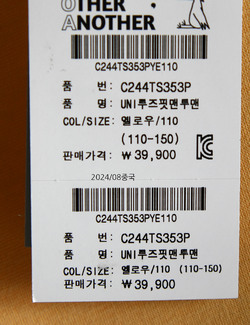 OTHER
ANOTHER
O
A
C244TS353PYE110
품 번: C244TS353P
품 명: UNI루즈핏맨투맨
COL/SIZE: 옐로우/110
(110-150)
판매가격: ₩39,900
2024/08중국
C244TS353PYE110
품 번: C244TS353P
품 명: UNI루즈핏맨투맨
COL/SIZE: 옐로우/110 (110-150)
판매가격: ₩39,900